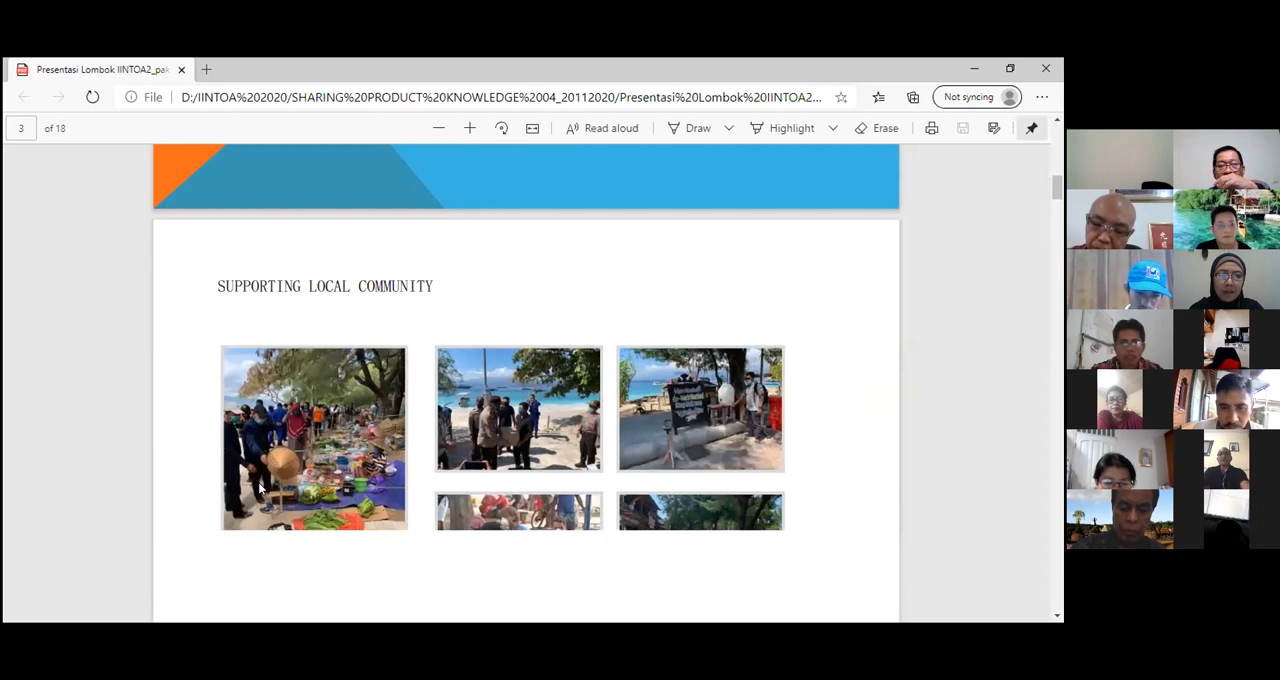 Presentasi Lombok IINTOA2_pak
File D:/IINTOA%202020/SHARING%20PRODUCT%20KNOWLEDGE%2004_20112020/Presentasi%20Lombok%20IINTOA2... Not syncing
3 of 18 Read aloud Draw Highlight Erase
SUPPORTING LOCAL COMMUNITY